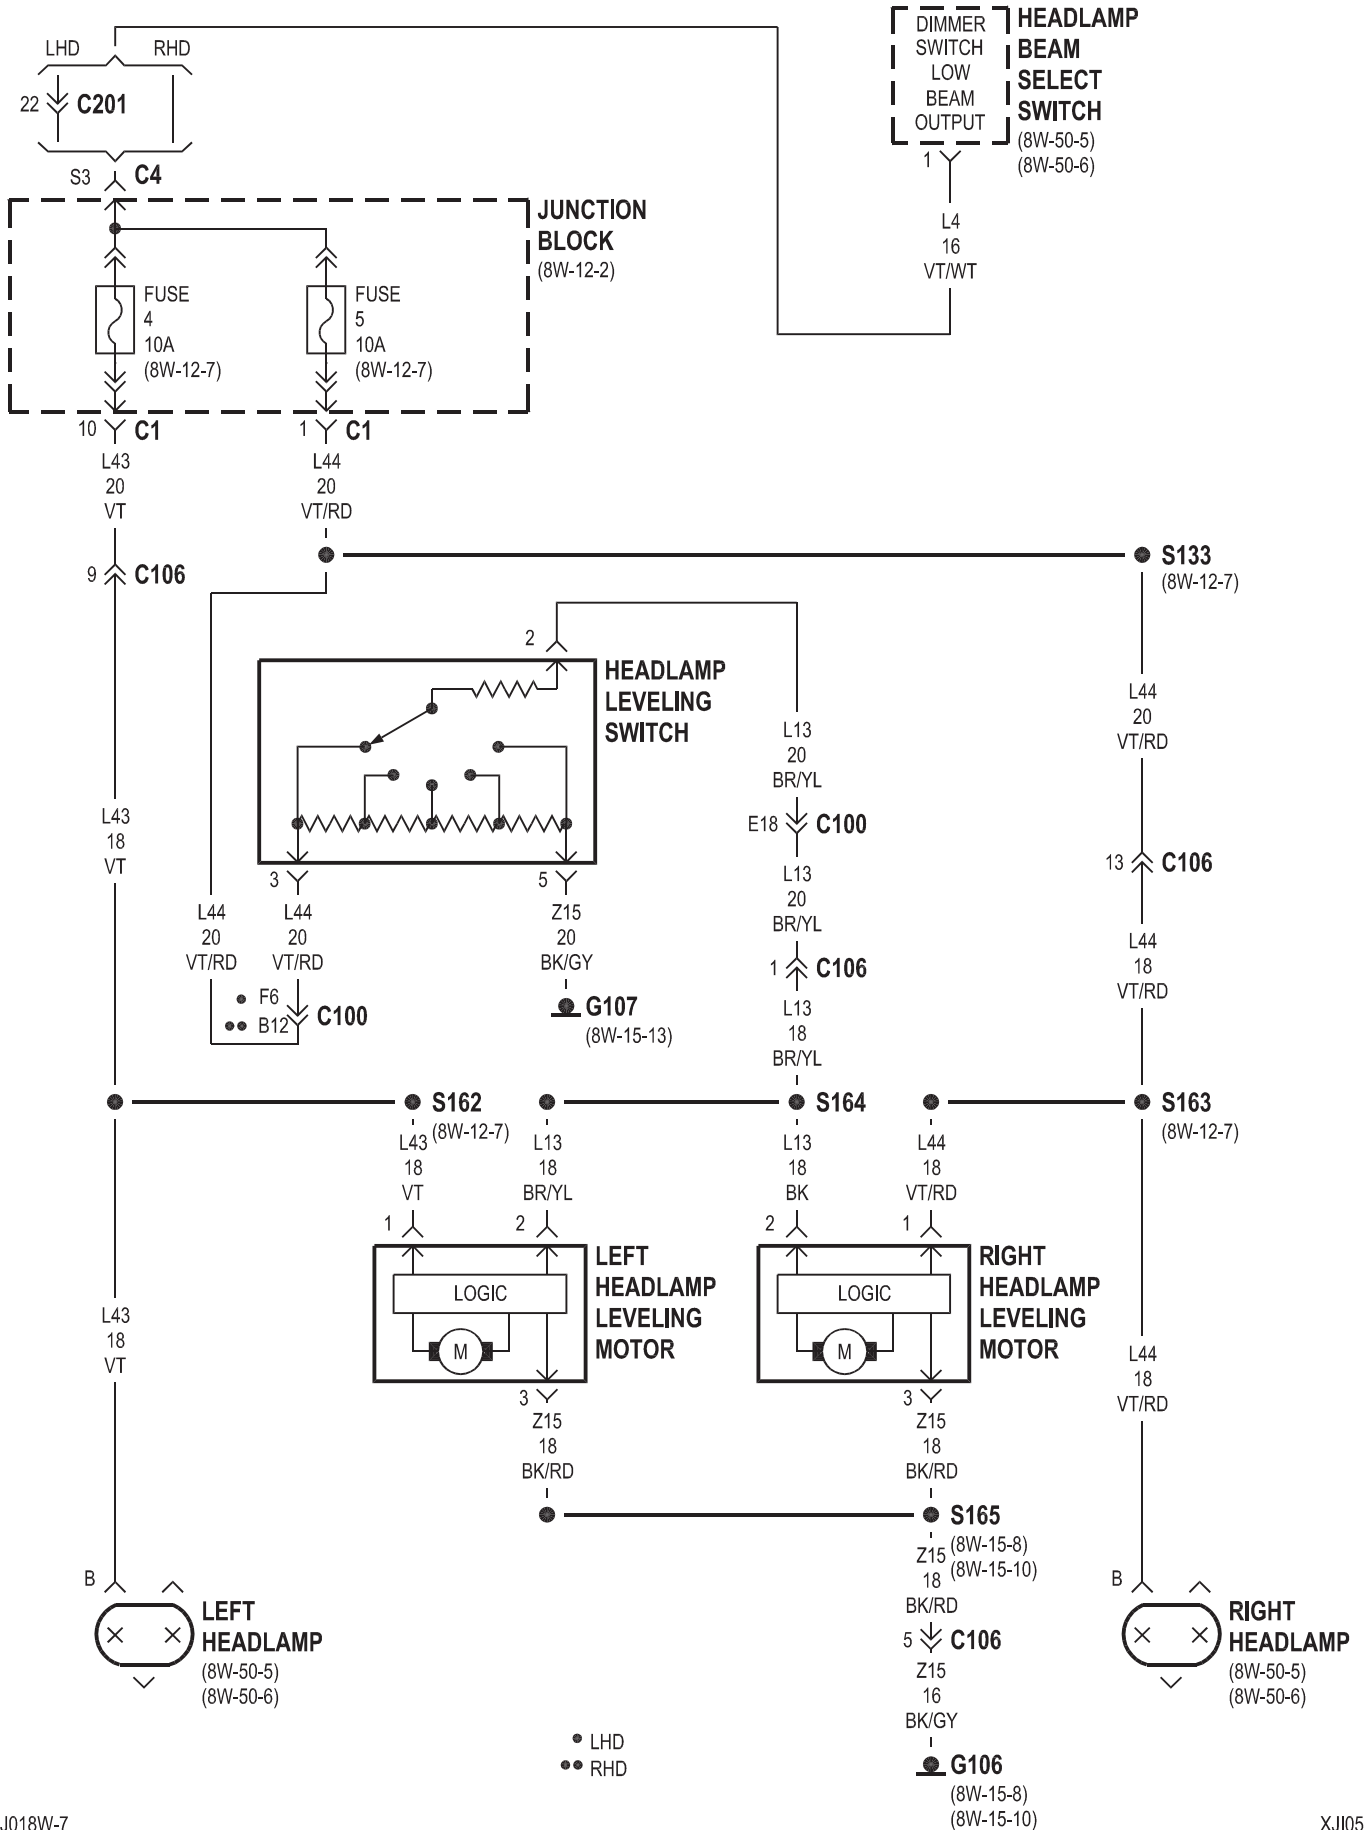 LHD
RHD
22
C201
S3
C4
DIMMER
SWITCH
LOW
BEAM
OUTPUT
HEADLAMP
BEAM
SELECT
SWITCH
(8W-50-5)
(8W-50-6)
1
L4
16
VT/WT
JUNCTION
BLOCK
(8W-12-2)
FUSE
4
10A
(8W-12-7)
FUSE
5
10A
(8W-12-7)
10
C1
1
C1
L43
20
VT
L44
20
VT/RD
9
C106
S133
(8W-12-7)
2
HEADLAMP
LEVELING
SWITCH
L13
20
BR/YL
L44
20
VT/RD
E18
C100
L43
18
VT
13
C106
3
5
L13
20
BR/YL
L44
20
VT/RD
L44
20
VT/RD
Z15
20
BK/GY
L44
18
VT/RD
1
C106
F6
B12
C100
G107
(8W-15-13)
L13
18
BR/YL
S162
(8W-12-7)
S164
S163
(8W-12-7)
L43
18
VT
L13
18
BR/YL
L13
18
BK
L44
18
VT/RD
1
2
2
1
LOGIC
M
LEFT
HEADLAMP
LEVELING
MOTOR
LOGIC
M
RIGHT
HEADLAMP
LEVELING
MOTOR
L43
18
VT
L44
18
VT/RD
3
Z15
18
BK/RD
3
Z15
18
BK/RD
S165
(8W-15-8)
(8W-15-10)
Z15
18
BK/RD
B
LEFT
HEADLAMP
(8W-50-5)
(8W-50-6)
B
RIGHT
HEADLAMP
(8W-50-5)
(8W-50-6)
5
C106
Z15
16
BK/GY
LHD
RHD
G106
(8W-15-8)
(8W-15-10)
J018W-7
XJI05